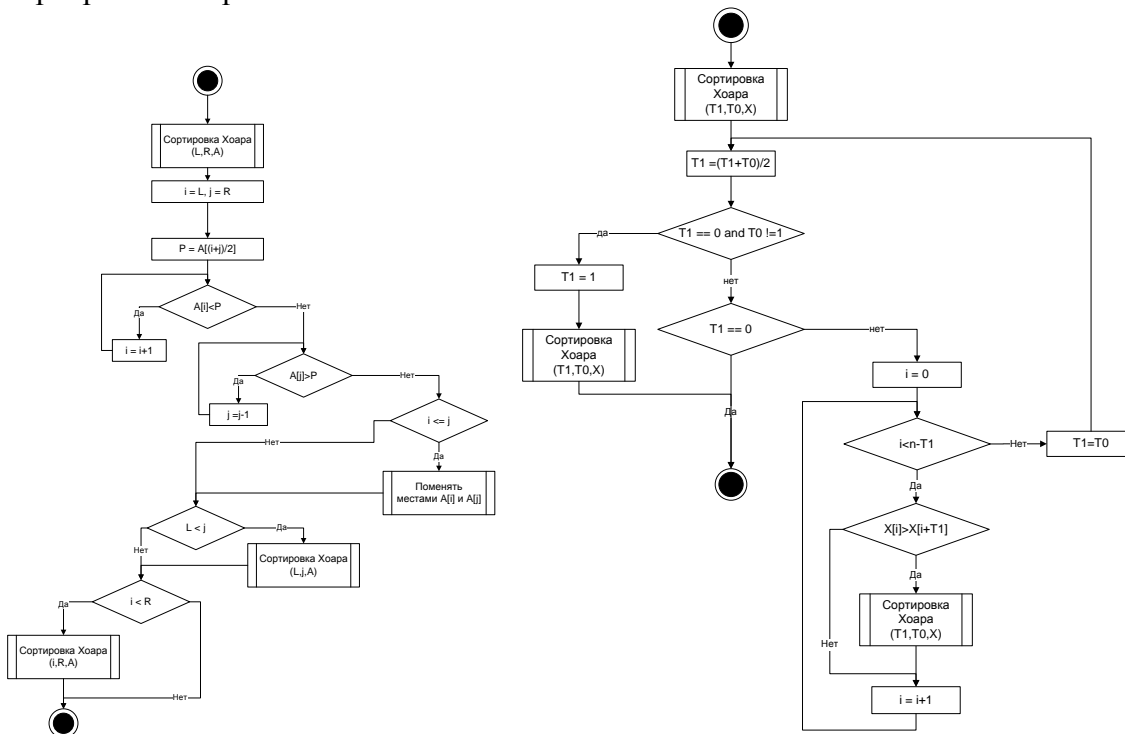 Сортировка Хоара
(L,R,A)
i = L, j = R
P = A[(i+j)/2]
A[i]<P
Да
Нет
i = i+1
A[j]>P
Да
Нет
j =j-1
i <= j
Нет
Да
Поменять
местами A[i] и A[j]
L < j
Да
Нет
Сортировка Хоара
(L,j,A)
i < R
Да
Сортировка Хоара
(i,R,A)
Нет
Сортировка
Хоара
(T1,T0,X)
T1 =(T1+T0)/2
T1 == 0 and T0 !=1
да
нет
T1 = 1
Сортировка
Хоара
(T1,T0,X)
T1 == 0
нет
Да
i = 0
i<n-T1
Нет
T1=T0
Да
X[i]>X[i+T1]
Да
Сортировка
Хоара
(T1,T0,X)
Нет
i = i+1